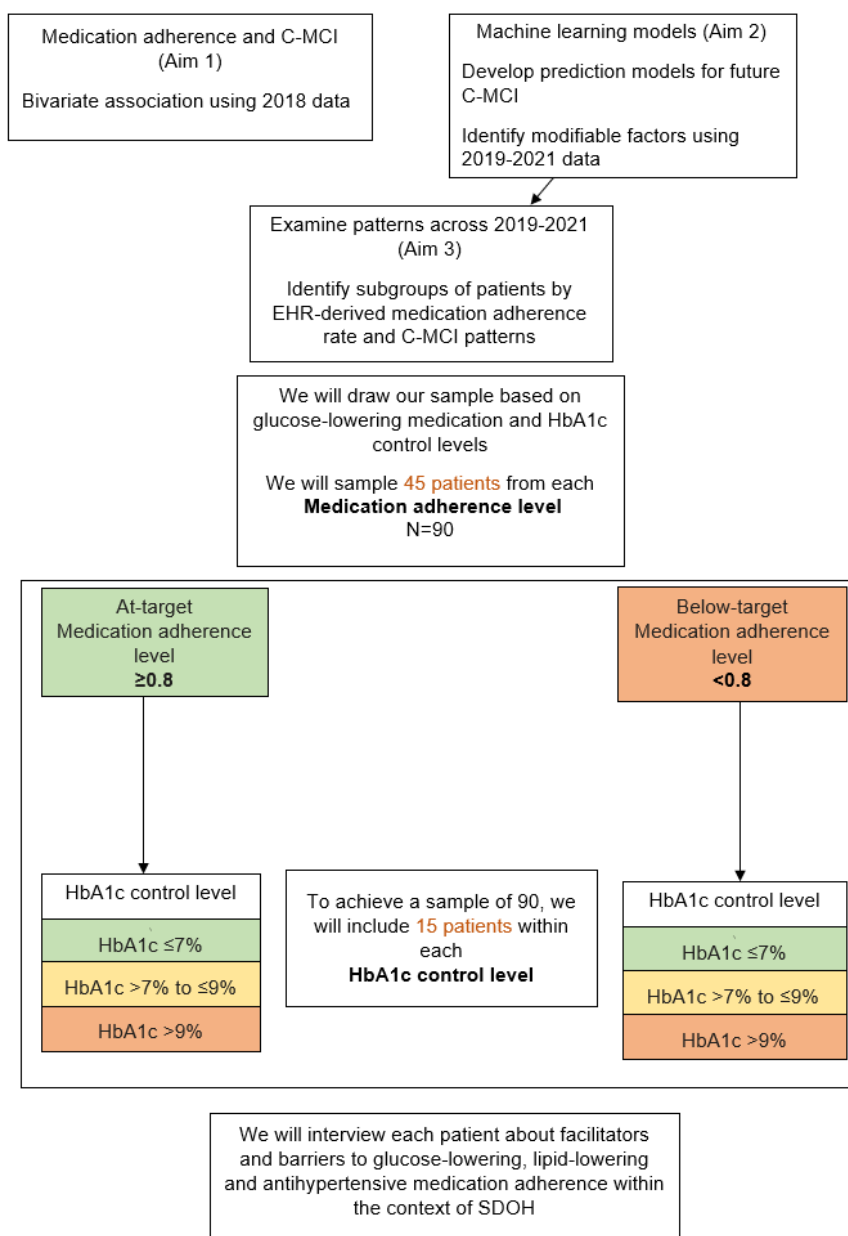 Medication adherence and C-MCI
(Aim 1)
Bivariate association using 2018 data
Machine learning models (Aim 2)
Develop prediction models for future
C-MCI
Identify modifiable factors using
2019-2021 data
Examine patterns across 2019-2021
(Aim 3)
Identify subgroups of patients by
EHR-derived medication adherence
rate and C-MCI patterns
We will draw our sample based on
glucose-lowering medication and HbA1c
control levels
We will sample 45 patients from each
Medication adherence level
N=90
At-target
Medication adherence
level
≥0.8
Below-target
Medication adherence
level
<0.8
HbA1c control level
HbA1c ≤7%
HbA1c >7% to ≤9%
HbA1c >9%
To achieve a sample of 90, we
will include 15 patients within
each
HbA1c control level
HbA1c control level
HbA1c ≤7%
HbA1c >7% to ≤9%
HbA1c >9%
We will interview each patient about facilitators
and barriers to glucose-lowering, lipid-lowering
and antihypertensive medication adherence within
the context of SDOH